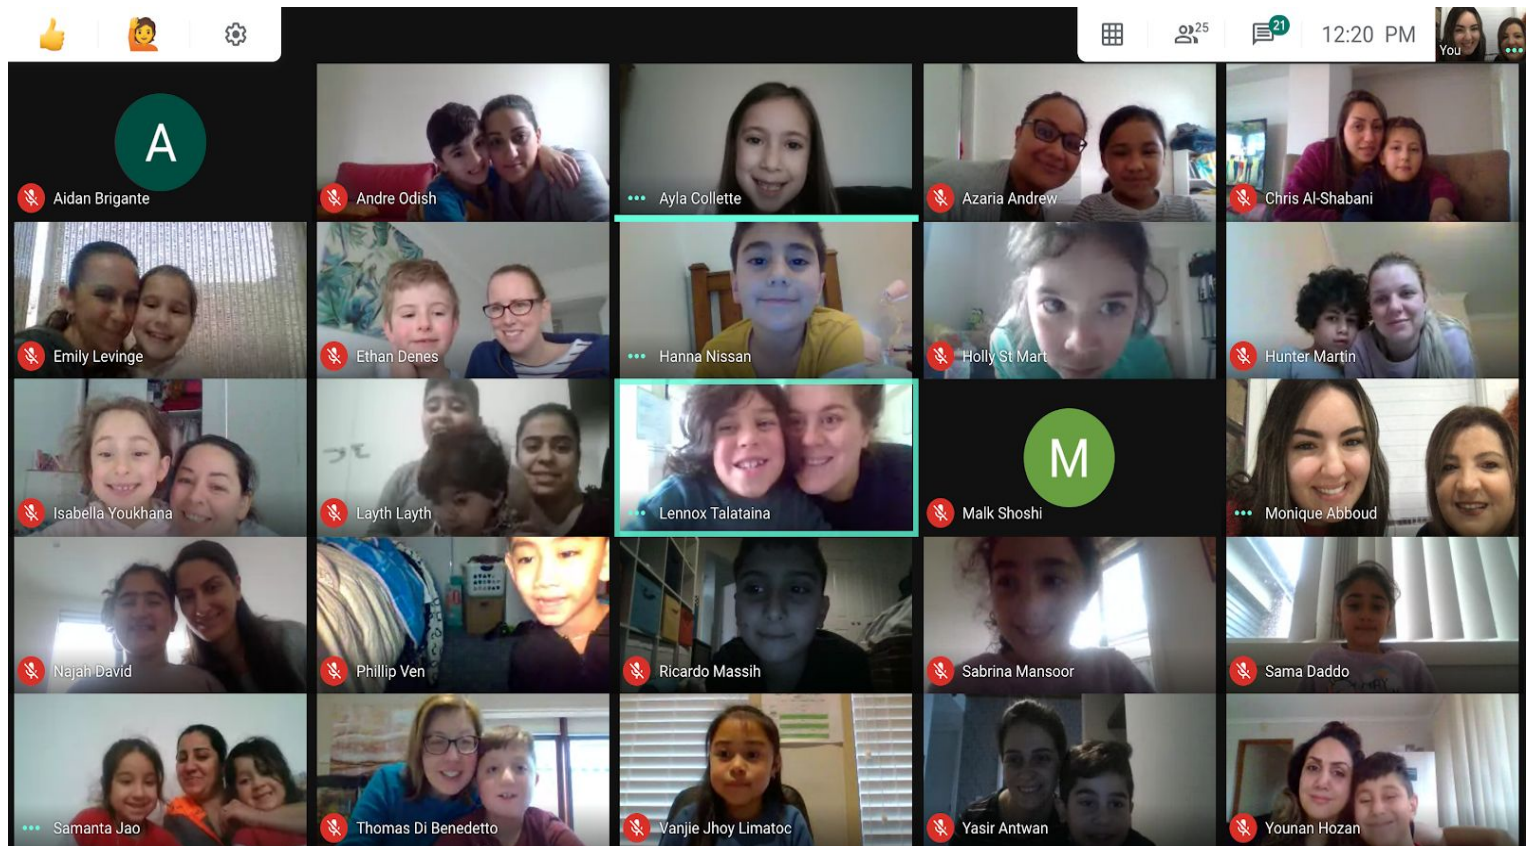 25
21
12:20 PM
You
A
Aidan Brigante
Andre Odish
Ayla Collette
Azaria Andrew
Chris Al-Shabani
Emily Levinge
Ethan Denes
Hanna Nissan
Holly St Mart
Hunter Martin
Isabella Youkhana
Layth Layth
Lennox Talataina
M
Malk Shoshi
Monique Abboud
Najah David
Phillip Ven
Ricardo Massih
Sabrina Mansoor
Sama Daddo
Samanta Jao
Thomas Di Benedetto
Vanjie Jhoy Limatoc
Yasir Antwan
Younan Hozan